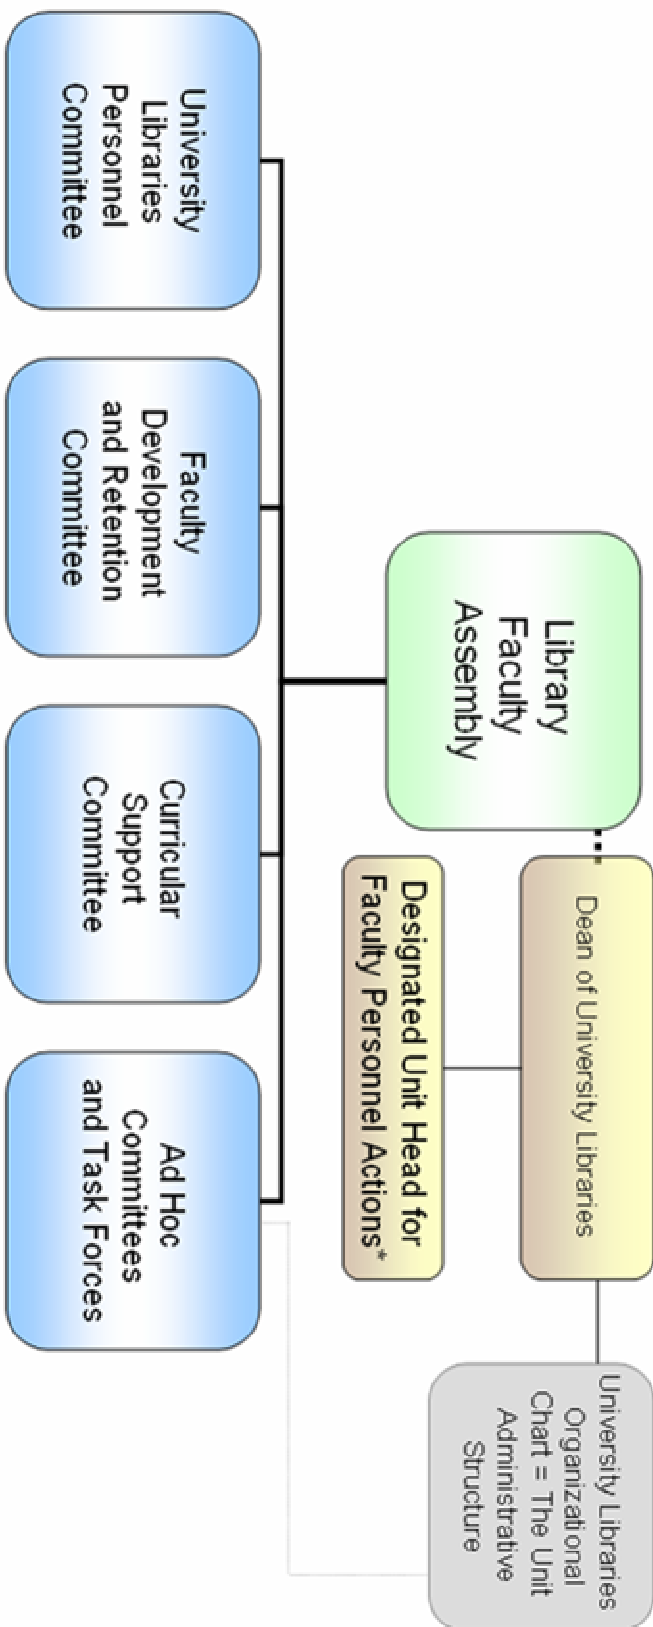 Library
Faculty
Assembly
Dean of University Libraries
University Libraries
Organizational
Chart = The Unit
Administrative
Structure
Designated Unit Head for
Faculty Personnel Actions*
University
Libraries
Personnel
Committee
Faculty
Development
and Retention
Committee
Curricular
Support
Committee
Ad Hoc
Committees
and Task Forces